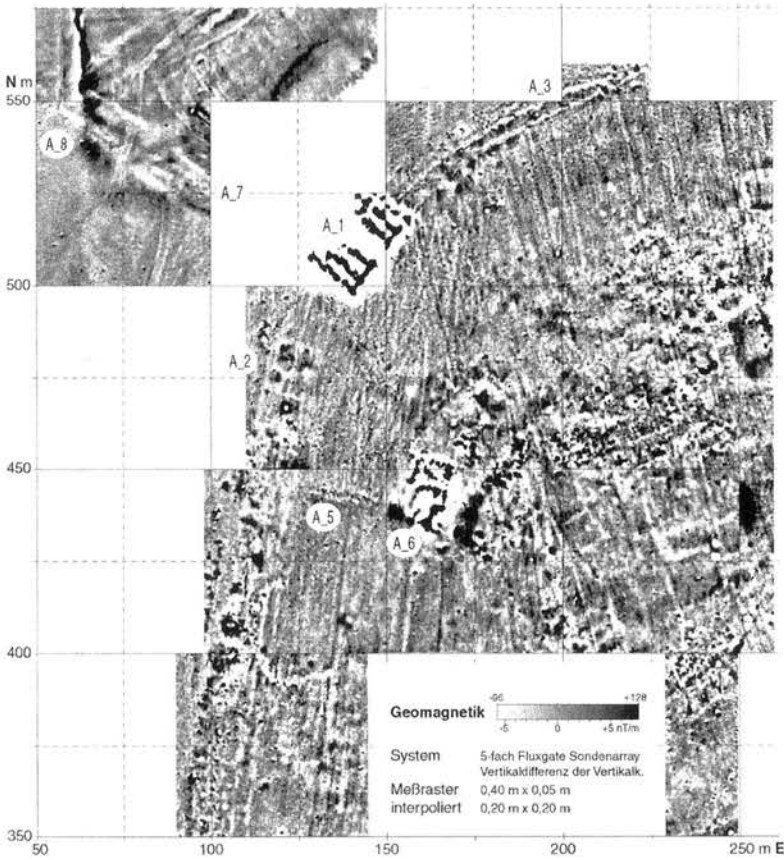 N m
550
A_3
A_8
A_7
A_1
500
A_2
450
A_5
A_6
400
Geomagnetik
-96 +128
-5 0 +5 nT/m
System 5-fach Fluxgate Sondenarray
Vertikaldifferenz der Vertikalk.
Meßraster 0,40 m x 0,05 m
interpoliert 0,20 m x 0,20 m
350
50 100 150 200 250 m E